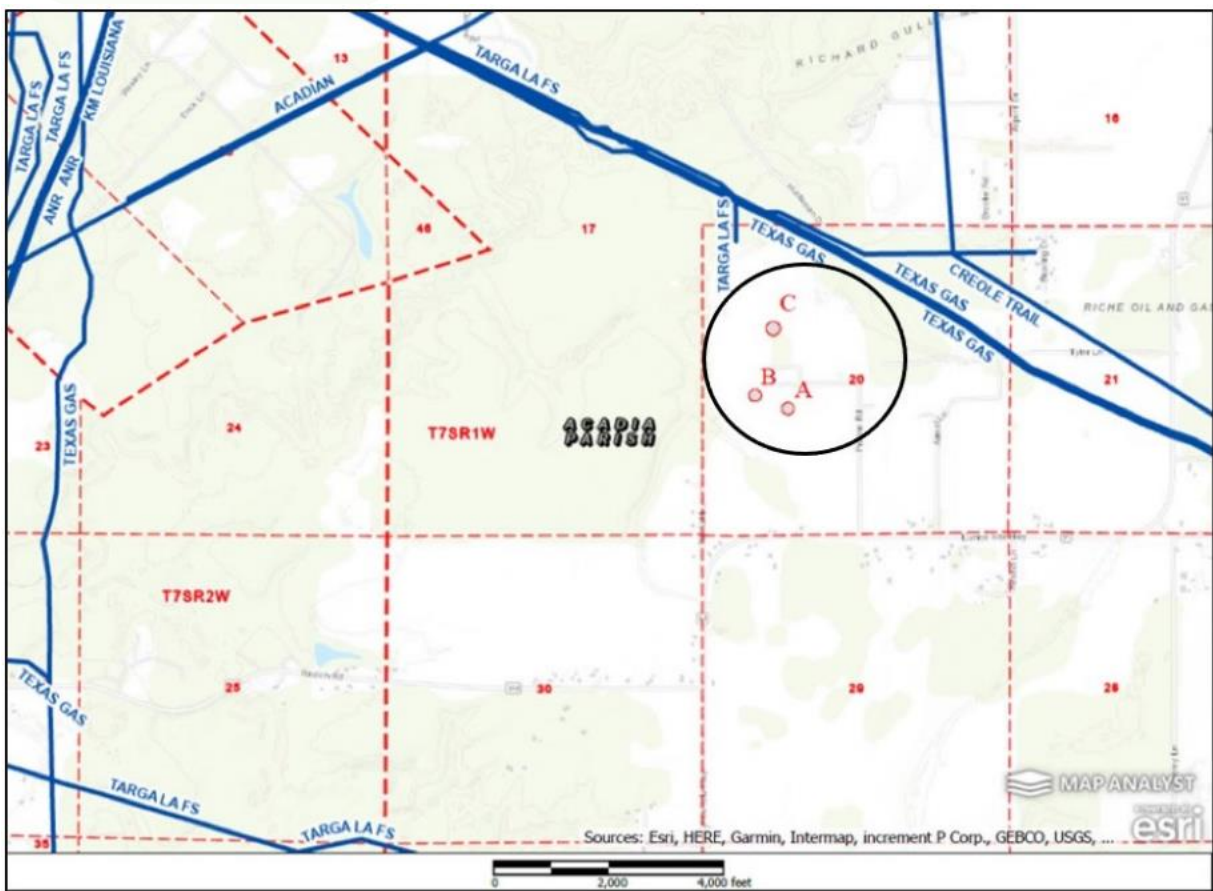 TARGA LA FS
TARGA LA FS
KM LOUISIANA
ANR
ANR
ACADIAN
13
TARGA LA FS
RICHARD GULLY
16
46
17
TARGA LA FS
TEXAS GAS
TEXAS GAS
TEXAS GAS
CREOLE TRAIL
RICHE OIL AND GAS
C
B
A
20
21
23
TEXAS GAS
24
T7SR1W
ACADIA
PARISH
T7SR2W
25
30
29
28
TEXAS GAS
TARGA LA FS
TARGA LA FS
35
MAP ANALYST
POWERED BY
esri
Sources: Esri, HERE, Garmin, Intermap, increment P Corp., GEBCO, USGS, ...
0 2,000 4,000 feet